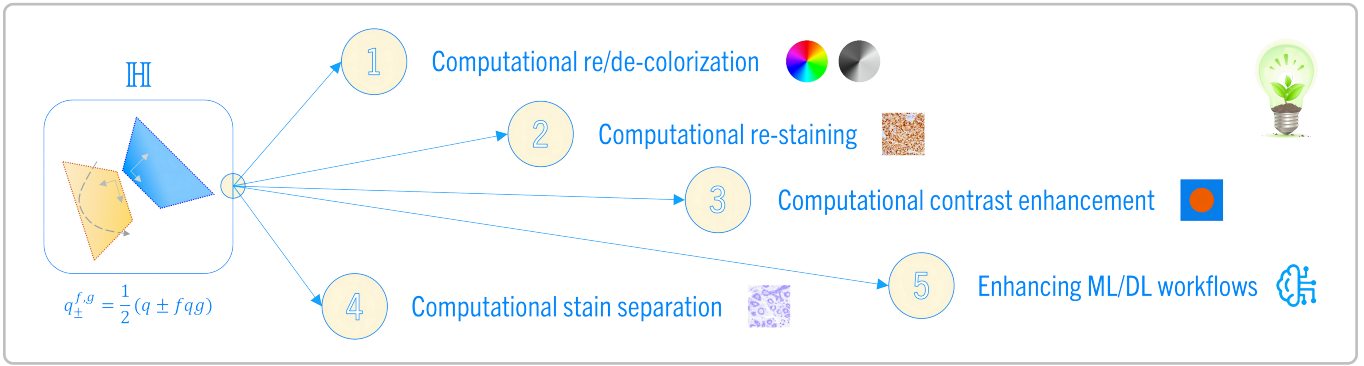 ℍ
q±^{f,g} = 1/2 (q ± fqg)
1 Computational re/de-colorization
2 Computational re-staining
3 Computational contrast enhancement
4 Computational stain separation
5 Enhancing ML/DL workflows